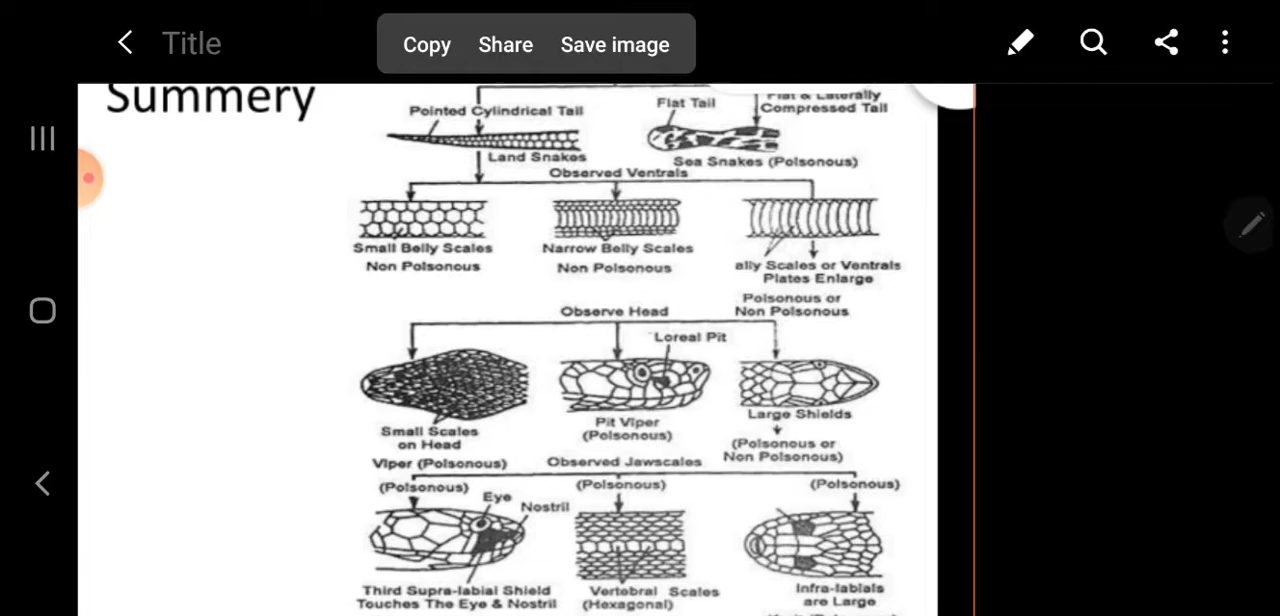 Title
Copy Share Save image
Summery
Pointed Cylindrical Tail
Flat Tail
Flat & Laterally
Compressed Tail
Land Snakes
Sea Snakes (Poisonous)
Observed Ventrals
Small Belly Scales
Non Poisonous
Narrow Belly Scales
Non Poisonous
ally Scales or Ventrals
Plates Enlarge
Poisonous or
Non Poisonous
Observe Head
Loreal Pit
Small Scales
on Head
Viper (Poisonous)
Pit Viper
(Poisonous)
Large Shields
(Poisonous or
Non Poisonous)
Observed Jawscales
(Poisonous)
(Poisonous)
(Poisonous)
Eye
Nostril
Third Supra-labial Shield
Touches The Eye & Nostril
Vertebral Scales
(Hexagonal)
Infra-labials
are Large